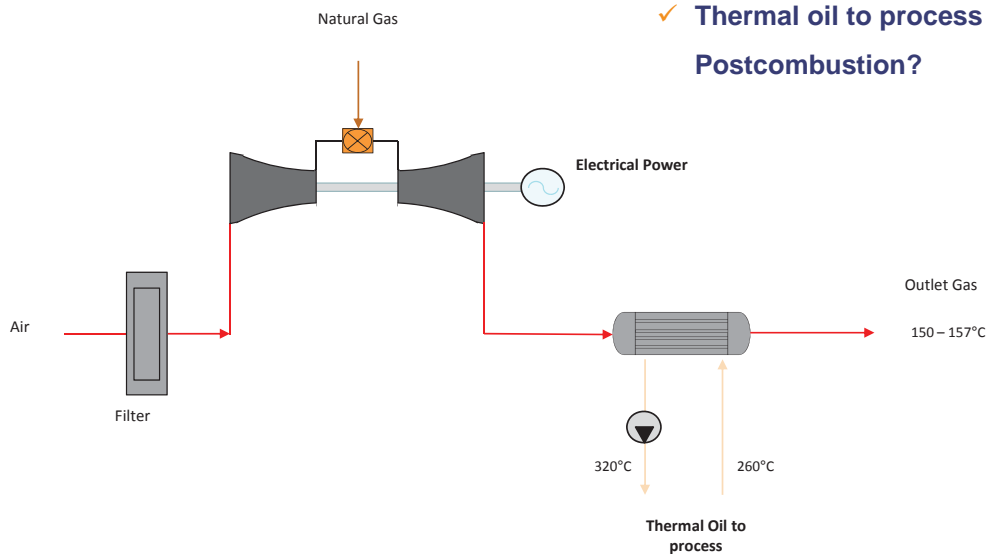 Natural Gas
✓ Thermal oil to process
Postcombustion?
Electrical Power
Outlet Gas
Air
150 – 157°C
Filter
320°C
260°C
Thermal Oil to
process